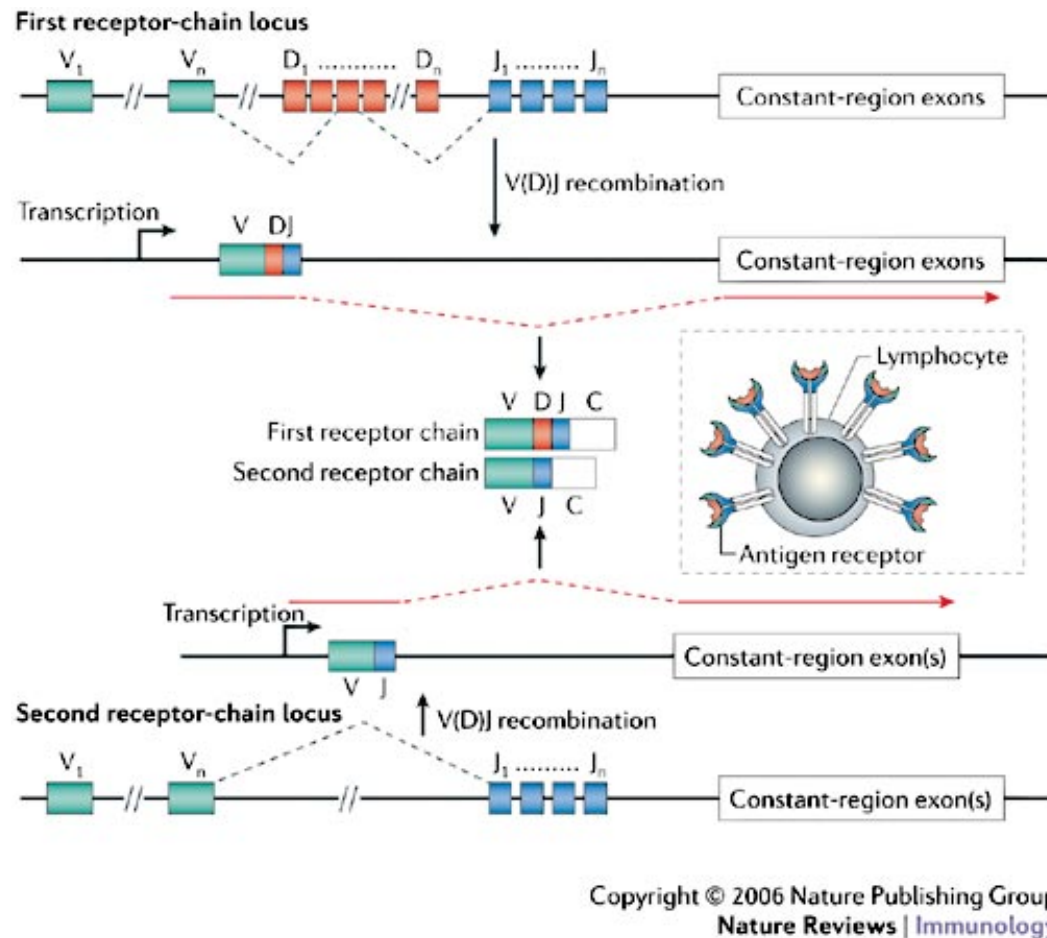 First receptor-chain locus
V1 Vn D1 ........... Dn J1 ......... Jn
Constant-region exons
V(D)J recombination
Transcription
V DJ
Constant-region exons
Lymphocyte
V D J C
First receptor chain
Second receptor chain
V J C
Antigen receptor
Transcription
Constant-region exon(s)
V J
V(D)J recombination
Second receptor-chain locus
V1 Vn J1 ......... Jn
Constant-region exon(s)
Copyright © 2006 Nature Publishing Group
Nature Reviews | Immunology